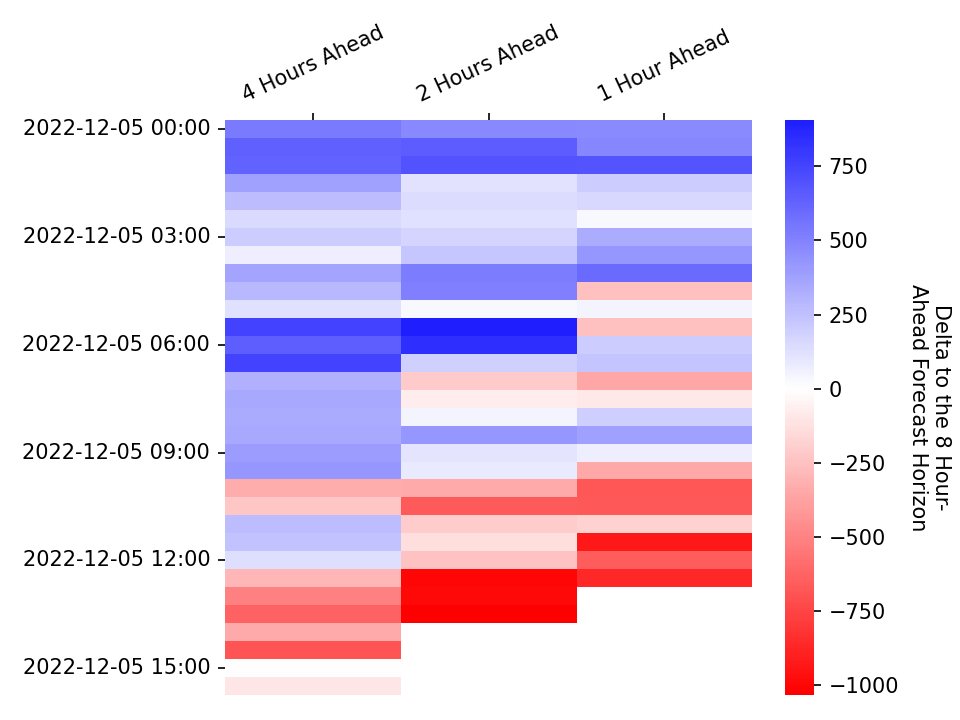 4 Hours Ahead
2 Hours Ahead
1 Hour Ahead
2022-12-05 00:00
2022-12-05 03:00
2022-12-05 06:00
2022-12-05 09:00
2022-12-05 12:00
2022-12-05 15:00
750
500
250
0
−250
−500
−750
−1000
Delta to the 8 Hour-
Ahead Forecast Horizon